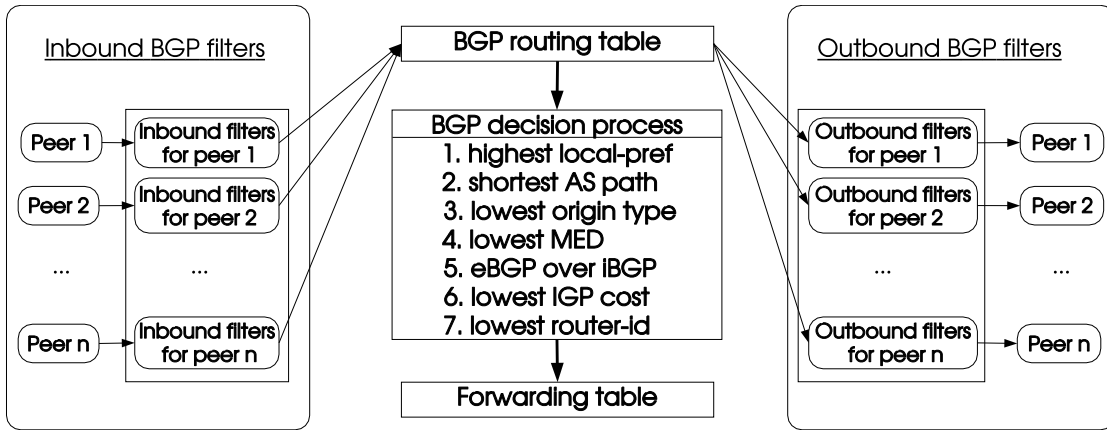 Inbound BGP filters
Peer 1
Inbound filters
for peer 1
Peer 2
Inbound filters
for peer 2
...
...
Peer n
Inbound filters
for peer n
BGP routing table
BGP decision process
1. highest local-pref
2. shortest AS path
3. lowest origin type
4. lowest MED
5. eBGP over iBGP
6. lowest IGP cost
7. lowest router-id
Forwarding table
Outbound BGP filters
Outbound filters
for peer 1
Peer 1
Outbound filters
for peer 2
Peer 2
...
...
Outbound filters
for peer n
Peer n